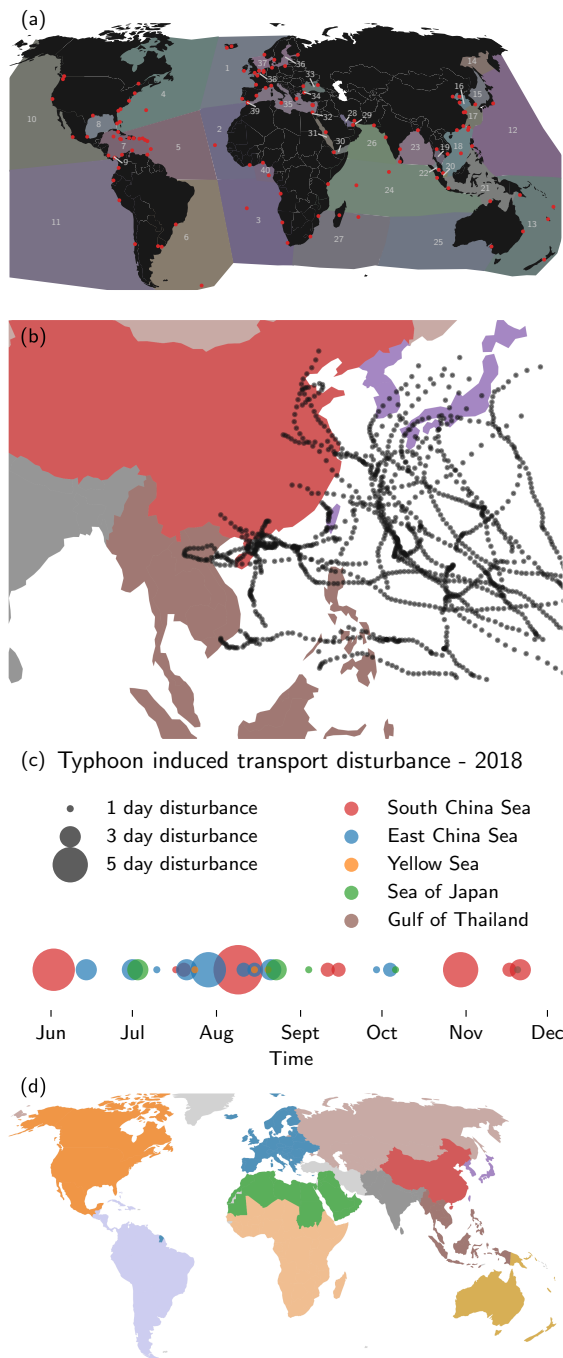 (a)
14
37
36
1
33
38
16
4
15
34
10
35
28
39
32
17
8
29
2
31
12
30
26
23
19
18
7
5
9
40
20
22
24
21
11
3
13
6
27
25
(b)
(c) Typhoon induced transport disturbance - 2018
1 day disturbance
South China Sea
3 day disturbance
East China Sea
5 day disturbance
Yellow Sea
Sea of Japan
Gulf of Thailand
Jun Jul Aug Sept Oct Nov Dec
Time
(d)